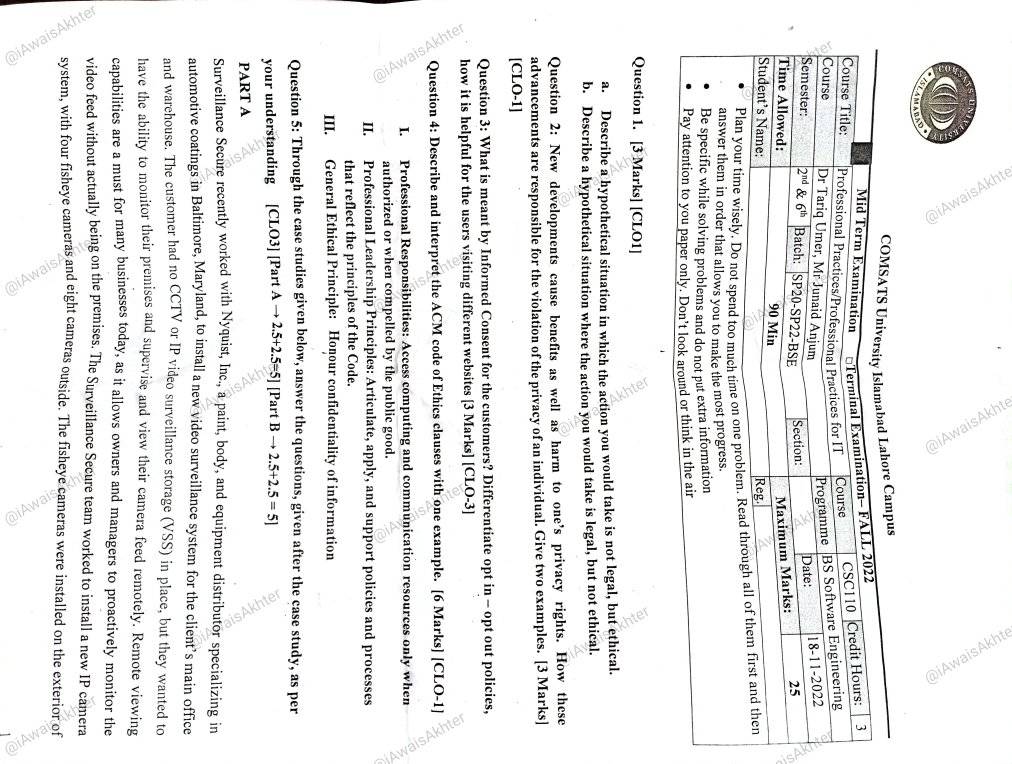 COMSATS University Islamabad Lahore Campus
Mid Term Examination □Terminal Examination– FALL 2022
Course Title: Professional Practices/Professional Practices for IT Course CSC110 Credit Hours: 3
Course Dr Tariq Umer, Mr Junaid Anjum Programme BS Software Engineering
Semester: 2nd & 6th Batch: SP20-SP22-BSE Section: Date: 18-11-2022
Time Allowed: 90 Min Maximum Marks: 25
Student's Name: Reg.
• Plan your time wisely. Do not spend too much time on one problem. Read through all of them first and then
answer them in order that allows you to make the most progress.
• Be specific while solving problems and do not put extra information
• Pay attention to you paper only. Don't look around or think in the air
Question 1. [3 Marks] [CLO1]
a. Describe a hypothetical situation in which the action you would take is not legal, but ethical.
b. Describe a hypothetical situation where the action you would take is legal, but not ethical.
Question 2: New developments cause benefits as well as harm to one's privacy rights. How these
advancements are responsible for the violation of the privacy of an individual. Give two examples. [3 Marks]
[CLO-1]
Question 3: What is meant by Informed Consent for the customers? Differentiate opt in – opt out policies,
how it is helpful for the users visiting different websites [3 Marks] [CLO-3]
Question 4: Describe and interpret the ACM code of Ethics clauses with one example. [6 Marks] [CLO-1]
I. Professional Responsibilities: Access computing and communication resources only when
authorized or when compelled by the public good.
II. Professional Leadership Principles: Articulate, apply, and support policies and processes
that reflect the principles of the Code.
III. General Ethical Principle: Honour confidentiality of information
Question 5: Through the case studies given below, answer the questions, given after the case study, as per
your understanding [CLO3] [Part A → 2.5+2.5=5] [Part B → 2.5+2.5 = 5]
PART A
Surveillance Secure recently worked with Nyquist, Inc., a paint, body, and equipment distributor specializing in
automotive coatings in Baltimore, Maryland, to install a new video surveillance system for the client's main office
and warehouse. The customer had no CCTV or IP video surveillance storage (VSS) in place, but they wanted to
have the ability to monitor their premises and supervise and view their camera feed remotely. Remote viewing
capabilities are a must for many businesses today, as it allows owners and managers to proactively monitor the
video feed without actually being on the premises. The Surveillance Secure team worked to install a new IP camera
system, with four fisheye cameras and eight cameras outside. The fisheye cameras were installed on the exterior of
@iAwaisAkhter